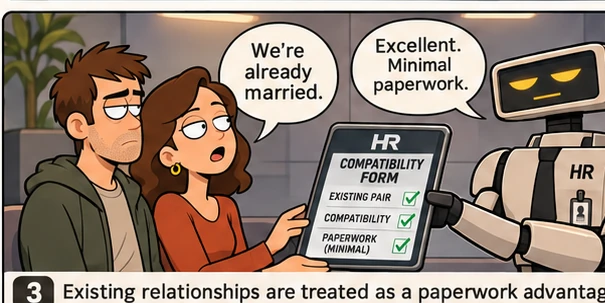 We're
already
married.
Excellent.
Minimal
paperwork.
HR
COMPATIBILITY
FORM
EXISTING PAIR
COMPATIBILITY
PAPERWORK
(MINIMAL)
HR
3 Existing relationships are treated as a paperwork advantag